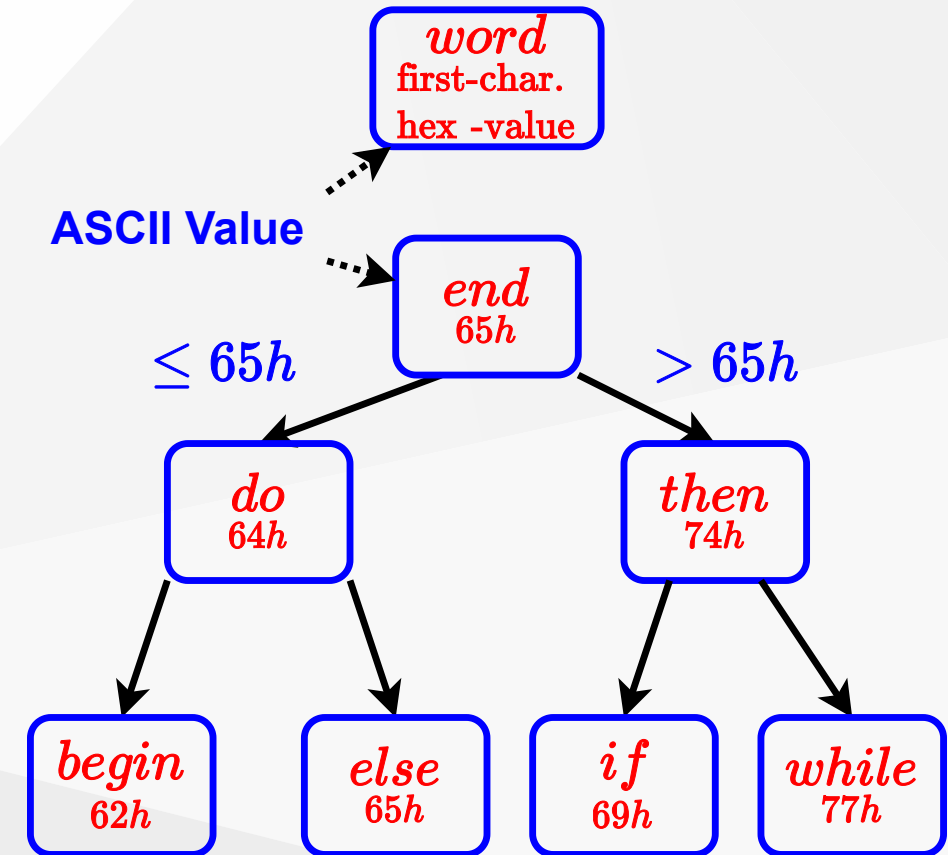 word
first-char.
hex -value
ASCII Value
end
65h
≤ 65h
> 65h
do
64h
then
74h
begin
62h
else
65h
if
69h
while
77h